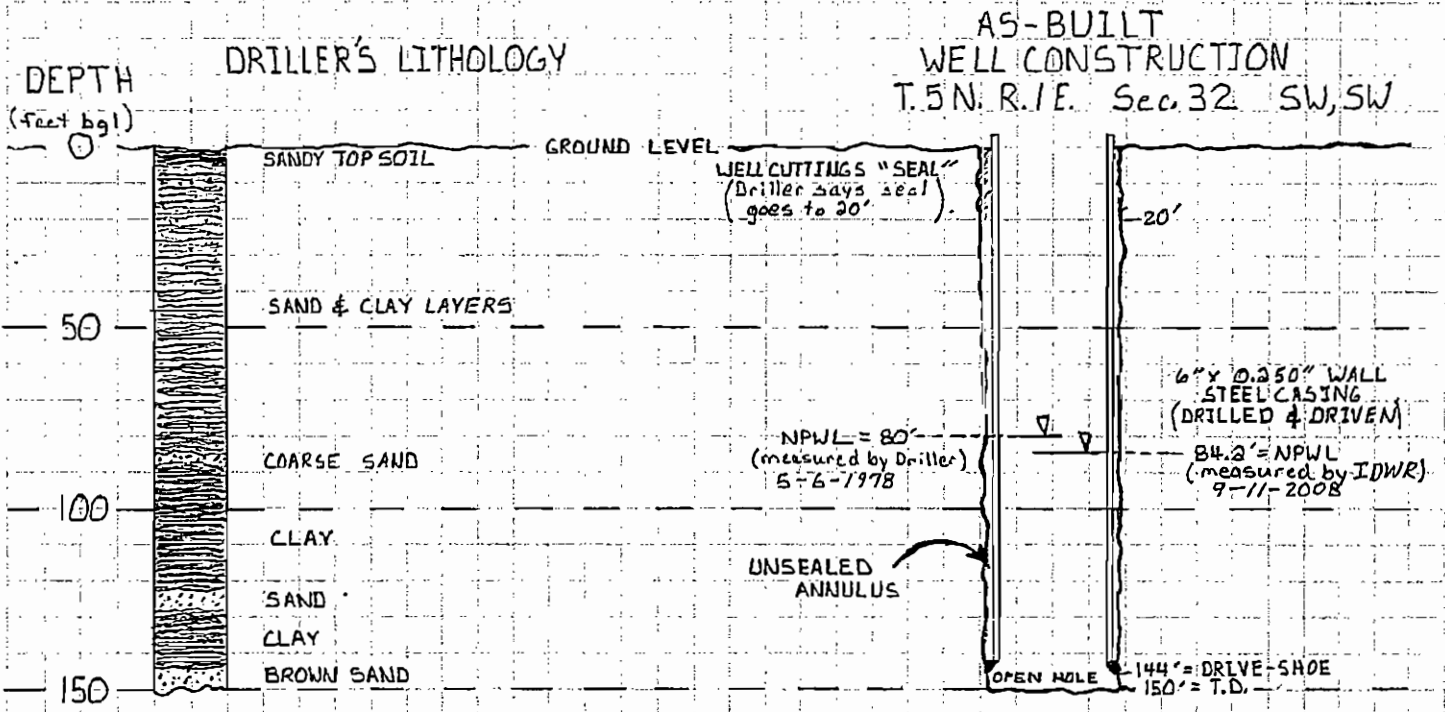 AS-BUILT
DRILLER'S LITHOLOGY
WELL CONSTRUCTION
T.5N. R.1E. Sec. 32 SW, SW
DEPTH
(feet bgl)
0
GROUND LEVEL
SANDY TOP SOIL
WELL CUTTINGS "SEAL"
(Driller says seal
goes to 20')
20'
SAND & CLAY LAYERS
50
6" x 0.250" WALL
STEEL CASING
(DRILLED & DRIVEN)
NPWL = 80'
(measured by Driller)
5-6-1978
84.2' = NPWL
(measured by IDWR)
9-11-2008
COARSE SAND
100
CLAY
UNSEALED
ANNULUS
SAND
CLAY
BROWN SAND
OPEN HOLE
144' = DRIVE-SHOE
150' = T.D.
150